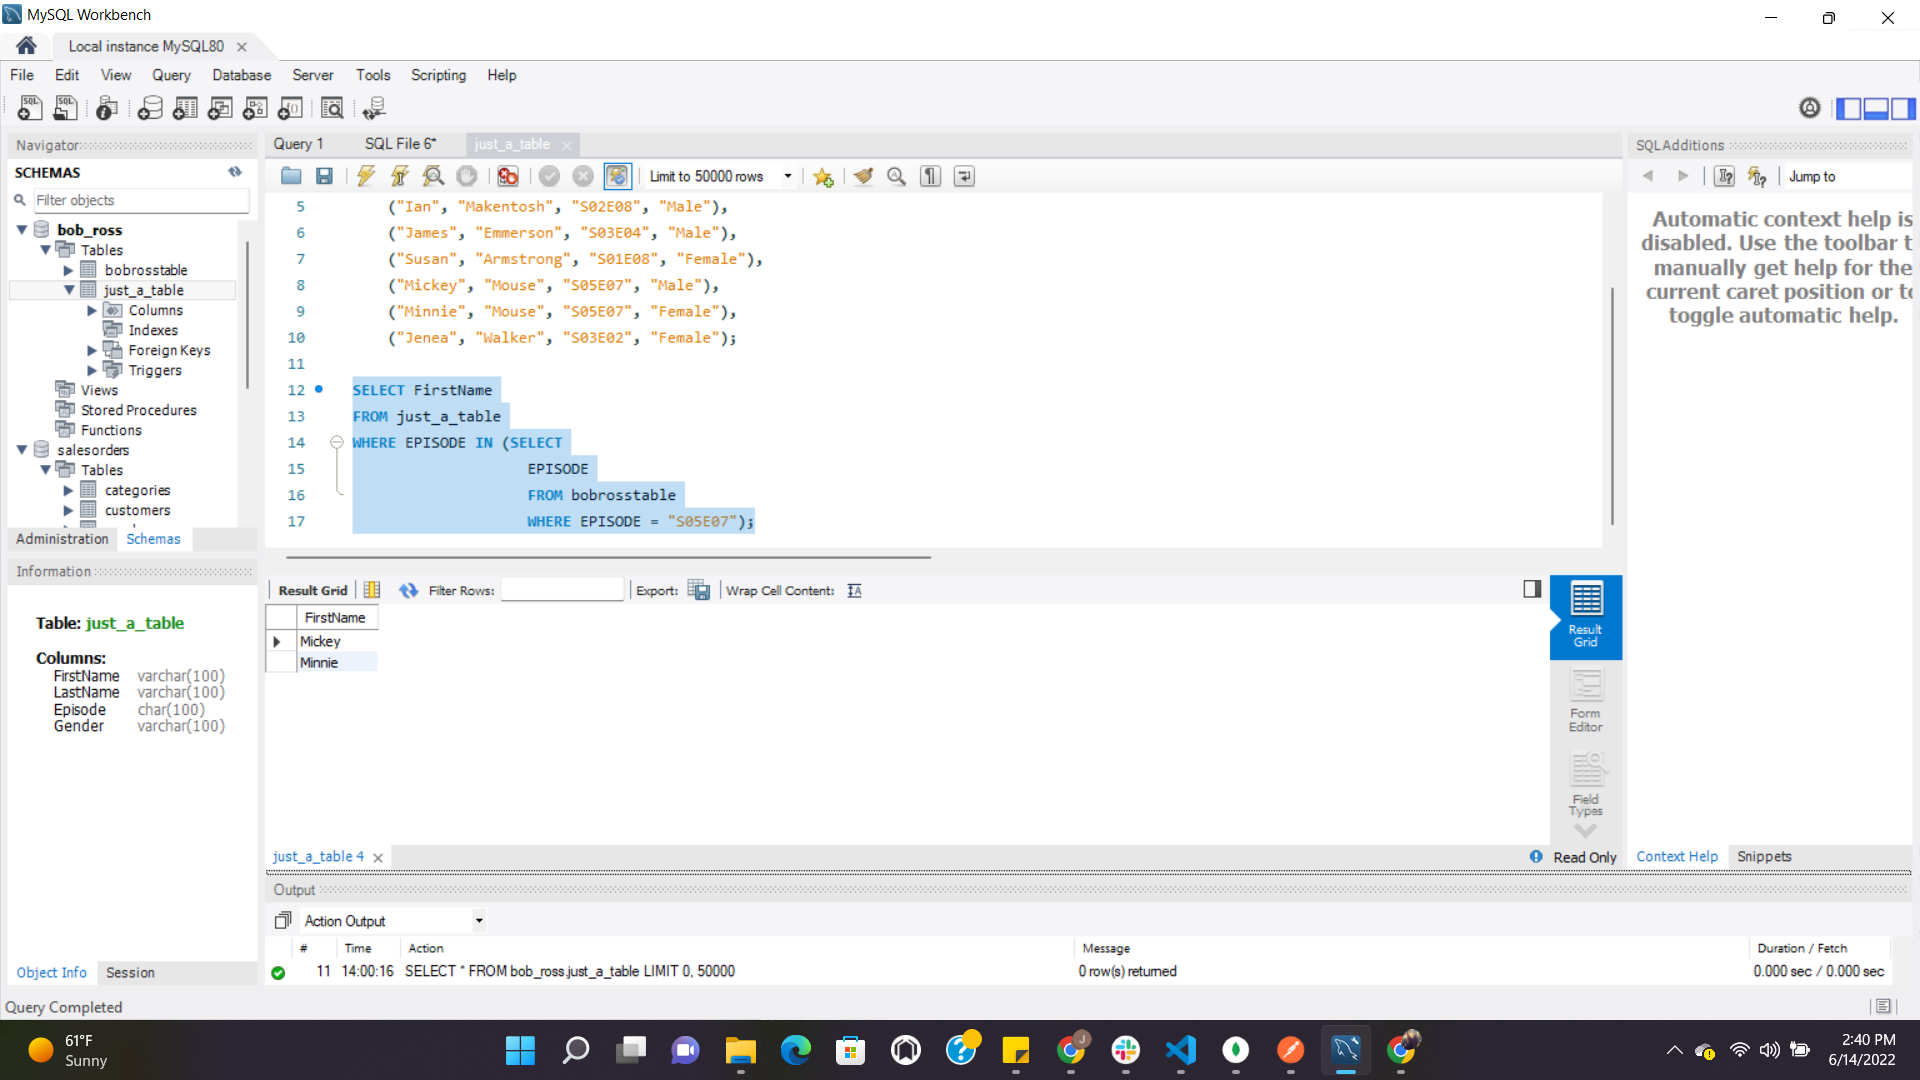 MySQL Workbench
Local instance MySQL80
File Edit View Query Database Server Tools Scripting Help
Navigator
SCHEMAS
Filter objects
bob_ross
Tables
bobrosstable
just_a_table
Columns
Indexes
Foreign Keys
Triggers
Views
Stored Procedures
Functions
salesorders
Tables
categories
customers
Administration Schemas
Information
Table: just_a_table
Columns:
FirstName varchar(100)
LastName varchar(100)
Episode char(100)
Gender varchar(100)
Object Info Session
Query Completed
Query 1 SQL File 6* just_a_table
Limit to 50000 rows
5 ("Ian", "Makentosh", "S02E08", "Male"),
6 ("James", "Emmerson", "S03E04", "Male"),
7 ("Susan", "Armstrong", "S01E08", "Female"),
8 ("Mickey", "Mouse", "S05E07", "Male"),
9 ("Minnie", "Mouse", "S05E07", "Female"),
10 ("Jenea", "Walker", "S03E02", "Female");
11
12 SELECT FirstName
13 FROM just_a_table
14 WHERE EPISODE IN (SELECT
15 EPISODE
16 FROM bobrosstable
17 WHERE EPISODE = "S05E07");
Result Grid Filter Rows: Export: Wrap Cell Content:
FirstName
Mickey
Minnie
Result
Grid
Form
Editor
Field
Types
just_a_table 4
Read Only
SQLAdditions
Jump to
Automatic context help is
disabled. Use the toolbar t
manually get help for the
current caret position or to
toggle automatic help.
Context Help Snippets
Output
Action Output
# Time Action Message Duration / Fetch
11 14:00:16 SELECT * FROM bob_ross.just_a_table LIMIT 0, 50000 0 row(s) returned 0.000 sec / 0.000 sec
61°F
Sunny
2:40 PM
6/14/2022